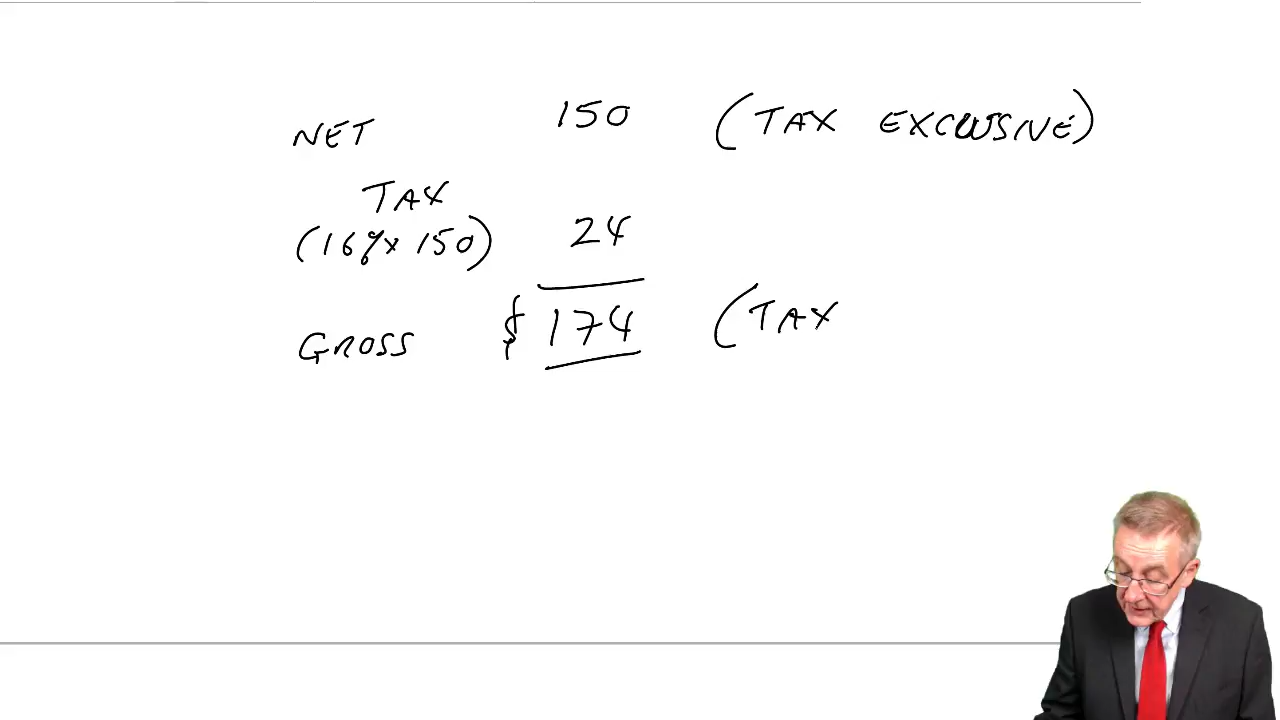 NET 150 (TAX EXCLUSIVE)
TAX
(16% x 150) 24
GROSS $ 174 (TAX